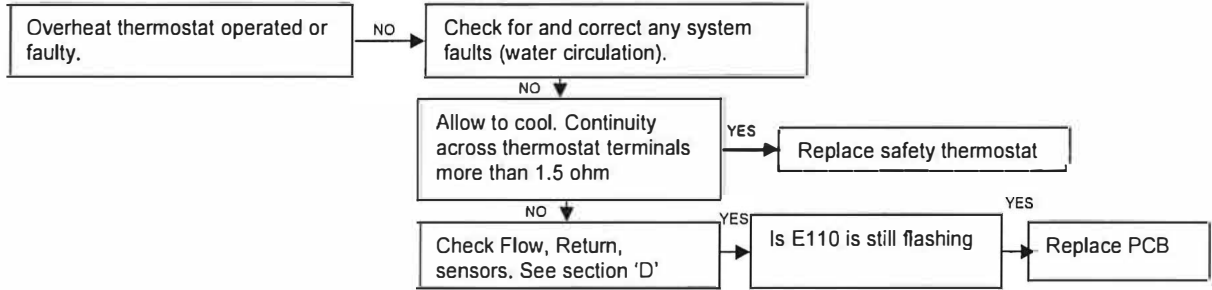 Overheat thermostat operated or
faulty.
NO
Check for and correct any system
faults (water circulation).
NO
Allow to cool. Continuity
across thermostat terminals
more than 1.5 ohm
YES
Replace safety thermostat
NO
Check Flow, Return,
sensors. See section 'D'
YES
Is E110 is still flashing
YES
Replace PCB